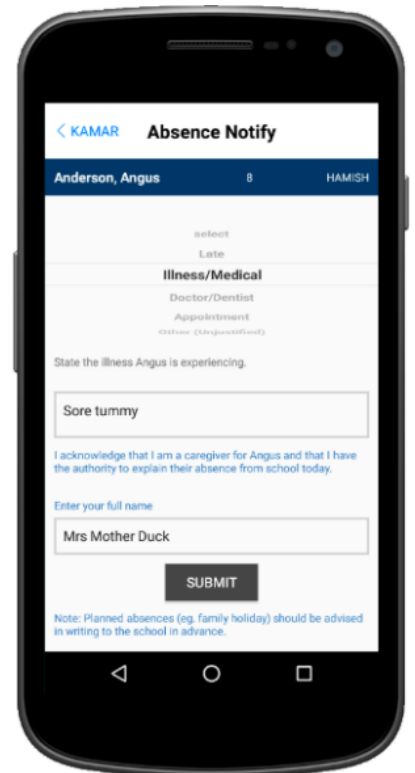 < KAMAR Absence Notify
Anderson, Angus 8 HAMISH
select
Late
Illness/Medical
Doctor/Dentist
Appointment
Other (Unjustified)
State the illness Angus is experiencing.
Sore tummy
I acknowledge that I am a caregiver for Angus and that I have
the authority to explain their absence from school today.
Enter your full name
Mrs Mother Duck
SUBMIT
Note: Planned absences (eg. family holiday) should be advised
in writing to the school in advance.